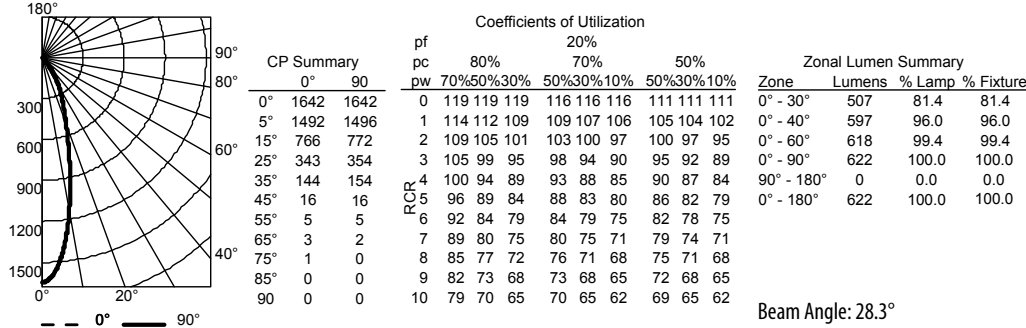 180°
90°
80°
60°
40°
300
600
900
1200
1500
0° 20°
0° 90°
CP Summary
0° 90
0° 1642 1642
5° 1492 1496
15° 766 772
25° 343 354
35° 144 154
45° 16 16
55° 5 5
65° 3 2
75° 1 0
85° 0 0
90 0 0
Coefficients of Utilization
pf 20%
pc 80% 70% 50%
pw 70%50%30% 50%30%10% 50%30%10%
RCR
0 119 119 119 116 116 116 111 111 111
1 114 112 109 109 107 106 105 104 102
2 109 105 101 103 100 97 100 97 95
3 105 99 95 98 94 90 95 92 89
4 100 94 89 93 88 85 90 87 84
5 96 89 84 88 83 80 86 82 79
6 92 84 79 84 79 75 82 78 75
7 89 80 75 80 75 71 79 74 71
8 85 77 72 76 71 68 75 71 68
9 82 73 68 73 68 65 72 68 65
10 79 70 65 70 65 62 69 65 62
Zonal Lumen Summary
Zone Lumens % Lamp % Fixture
0° - 30° 507 81.4 81.4
0° - 40° 597 96.0 96.0
0° - 60° 618 99.4 99.4
0° - 90° 622 100.0 100.0
90° - 180° 0 0.0 0.0
0° - 180° 622 100.0 100.0
Beam Angle: 28.3°